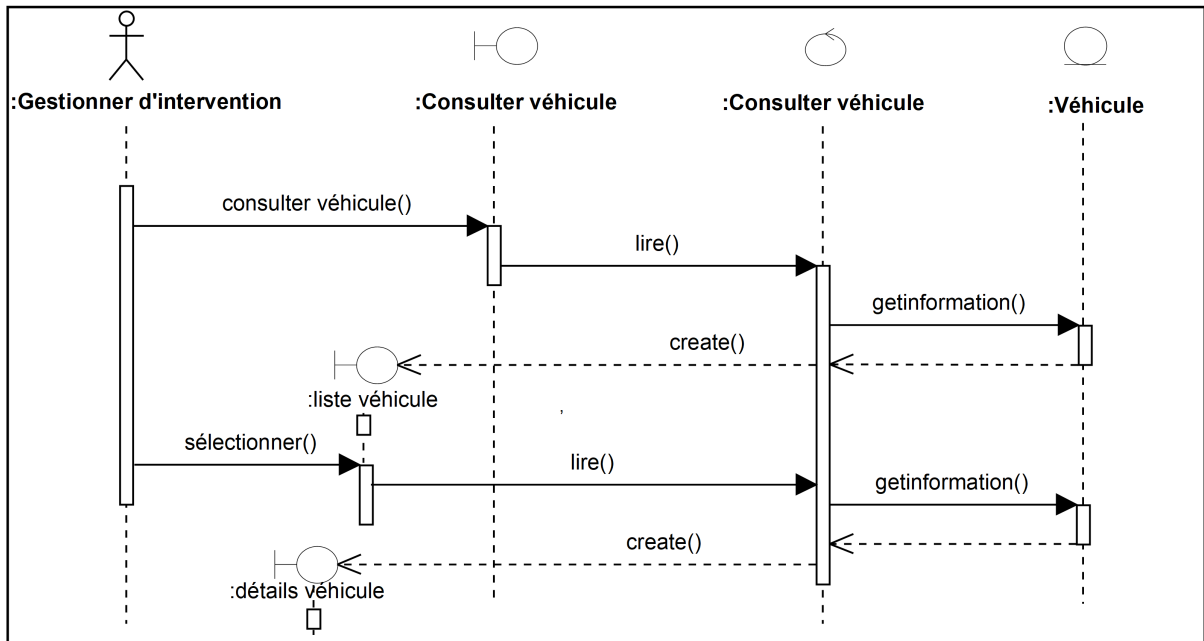 :Gestionner d'intervention
:Consulter véhicule
:Consulter véhicule
:Véhicule
consulter véhicule()
lire()
getinformation()
create()
:liste véhicule
,
sélectionner()
lire()
getinformation()
create()
:détails véhicule